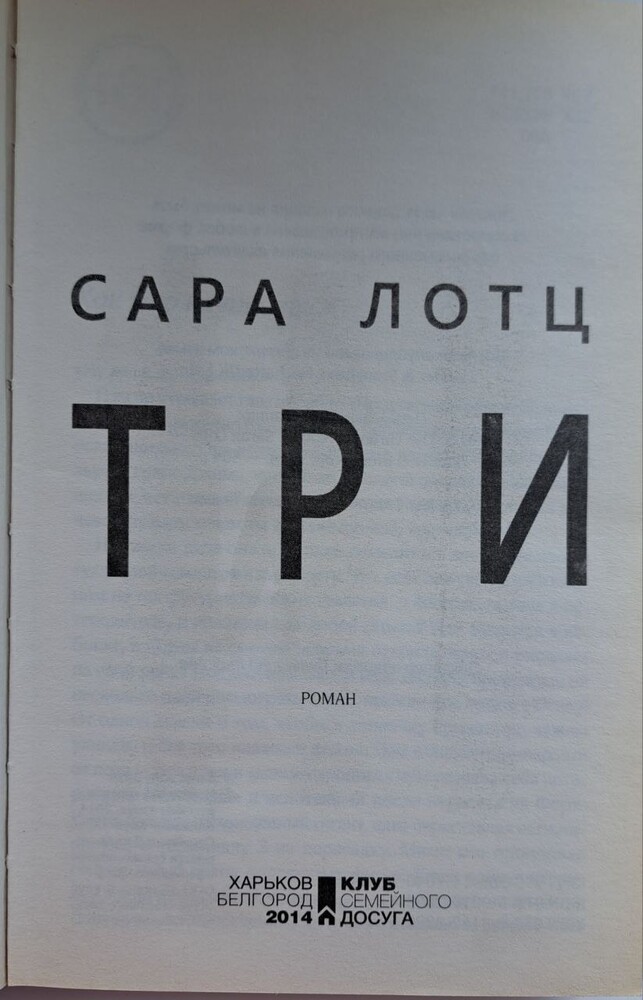 САРА ЛОТЦ
ТРИ
РОМАН
ХАРЬКОВ
БЕЛГОРОД
2014
КЛУБ
СЕМЕЙНОГО
ДОСУГА